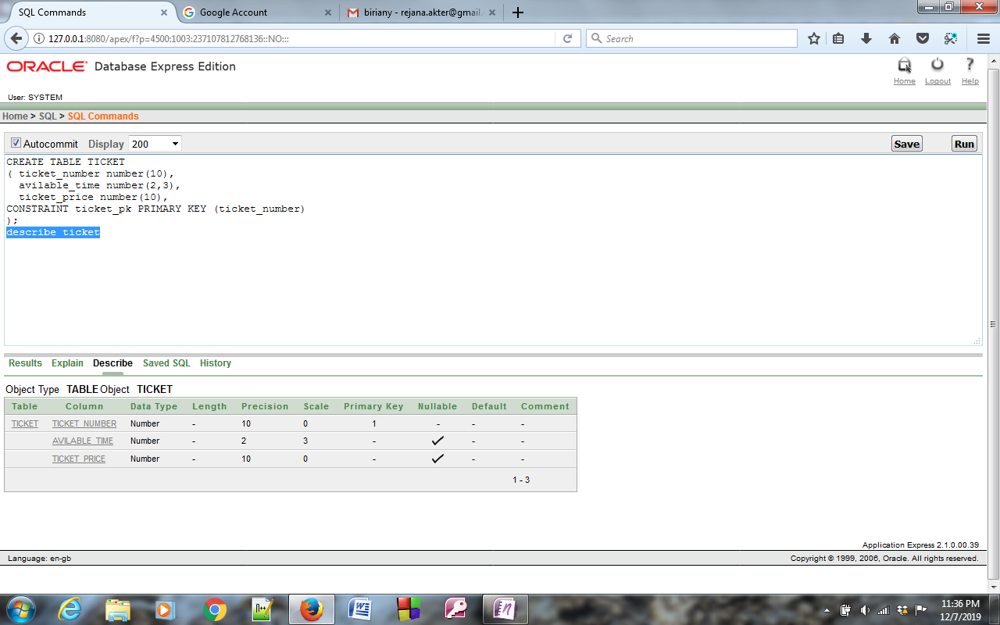 SQL Commands
Google Account
biriany - rejana.akter@gmail.
127.0.0.1:8080/apex/f?p=4500:1003:237107812768136::NO:::
Search
ORACLE Database Express Edition
Home Logout Help
User: SYSTEM
Home > SQL > SQL Commands
Autocommit Display 200 Save Run
CREATE TABLE TICKET
( ticket_number number(10),
avilable_time number(2,3),
ticket_price number(10),
CONSTRAINT ticket_pk PRIMARY KEY (ticket_number)
);
describe ticket
Results Explain Describe Saved SQL History
Object Type TABLE Object TICKET
Table Column Data Type Length Precision Scale Primary Key Nullable Default Comment
TICKET TICKET_NUMBER Number - 10 0 1 - - -
AVILABLE_TIME Number - 2 3 - ✓ - -
TICKET_PRICE Number - 10 0 - ✓ - -
1 - 3
Application Express 2.1.0.00.39
Language: en-gb Copyright © 1999, 2006, Oracle. All rights reserved.
11:36 PM
12/7/2019